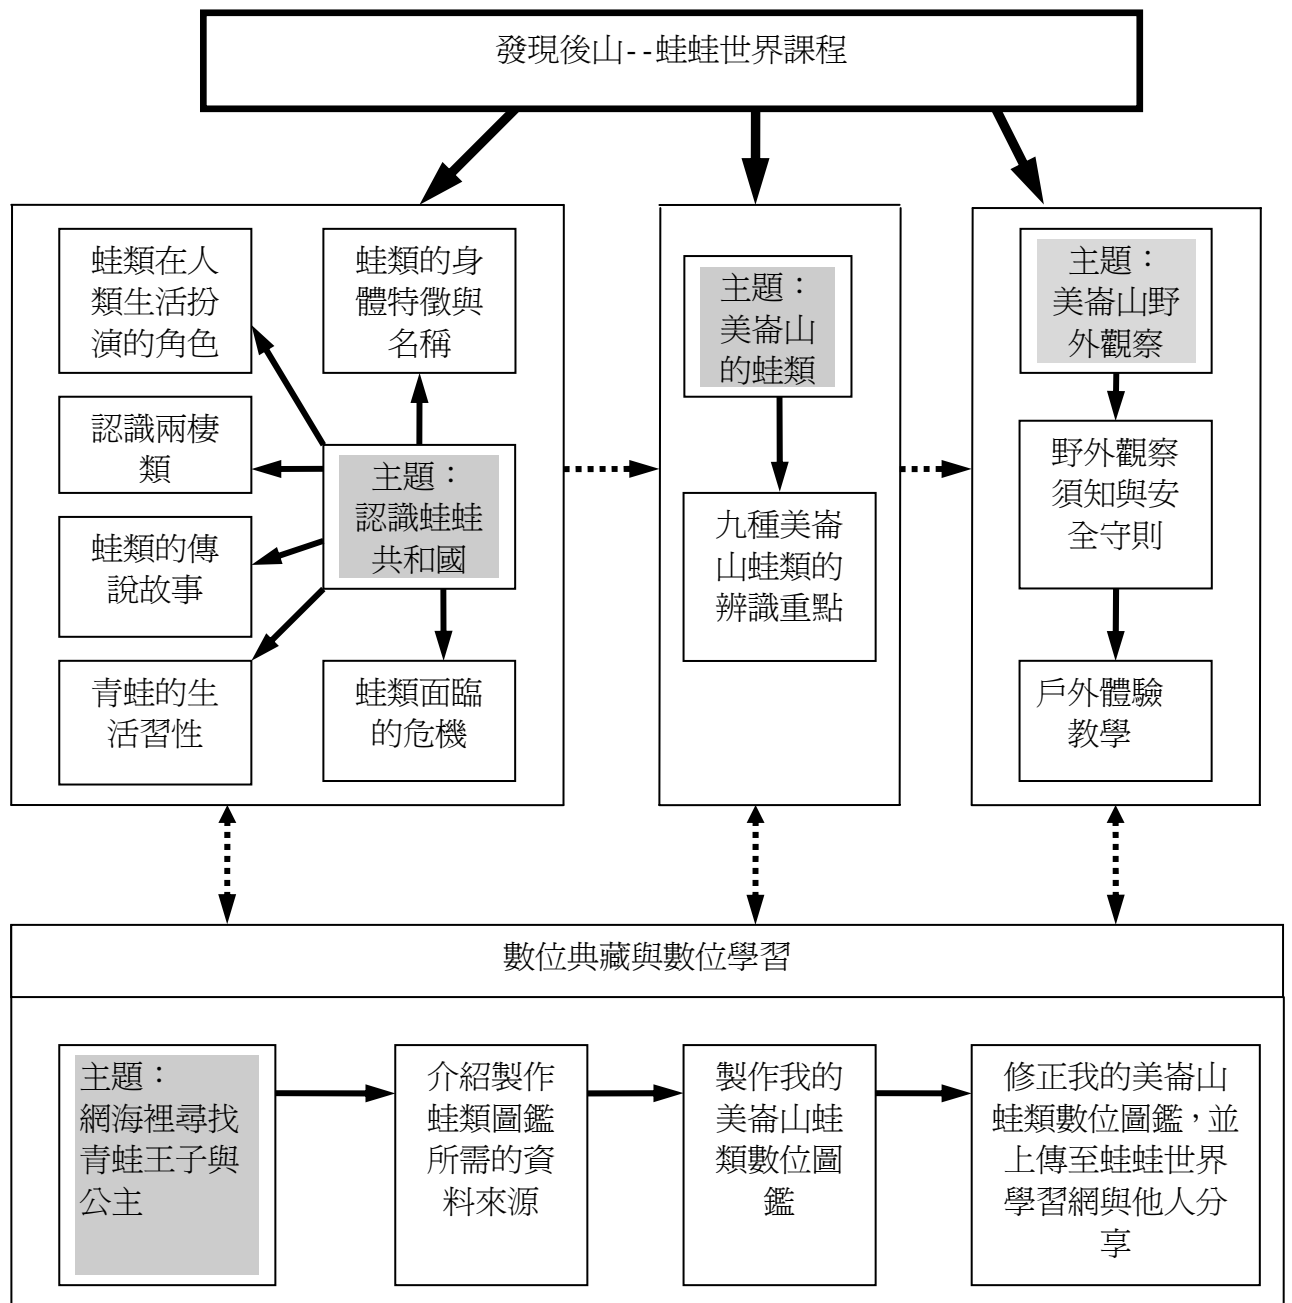 發現後山--蛙蛙世界課程
蛙類在人
類生活扮
演的角色
蛙類的身
體特徵與
名稱
認識兩棲
類
主題：
認識蛙蛙
共和國
蛙類的傳
說故事
青蛙的生
活習性
蛙類面臨
的危機
主題：
美崙山
的蛙類
九種美崙
山蛙類的
辨識重點
主題：
美崙山野
外觀察
野外觀察
須知與安
全守則
戶外體驗
教學
數位典藏與數位學習
主題：
網海裡尋找
青蛙王子與
公主
介紹製作
蛙類圖鑑
所需的資
料來源
製作我的
美崙山蛙
類數位圖
鑑
修正我的美崙山
蛙類數位圖鑑，並
上傳至蛙蛙世界
學習網與他人分
享